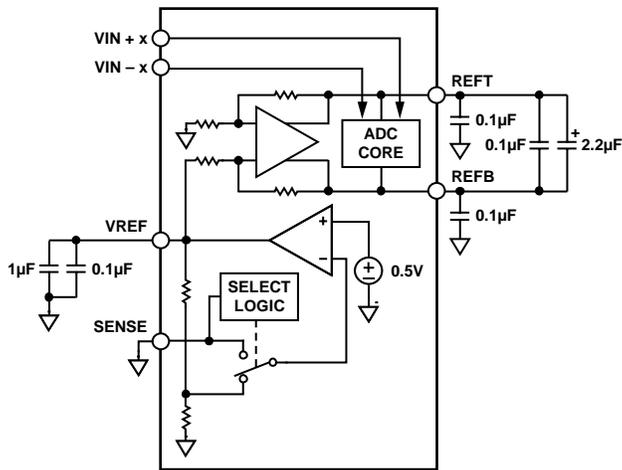 VIN + x
VIN – x
REFT
0.1µF
ADC
CORE
0.1µF
+
2.2µF
REFB
0.1µF
VREF
+
–
+
–
0.5V
1µF
0.1µF
SELECT
LOGIC
SENSE